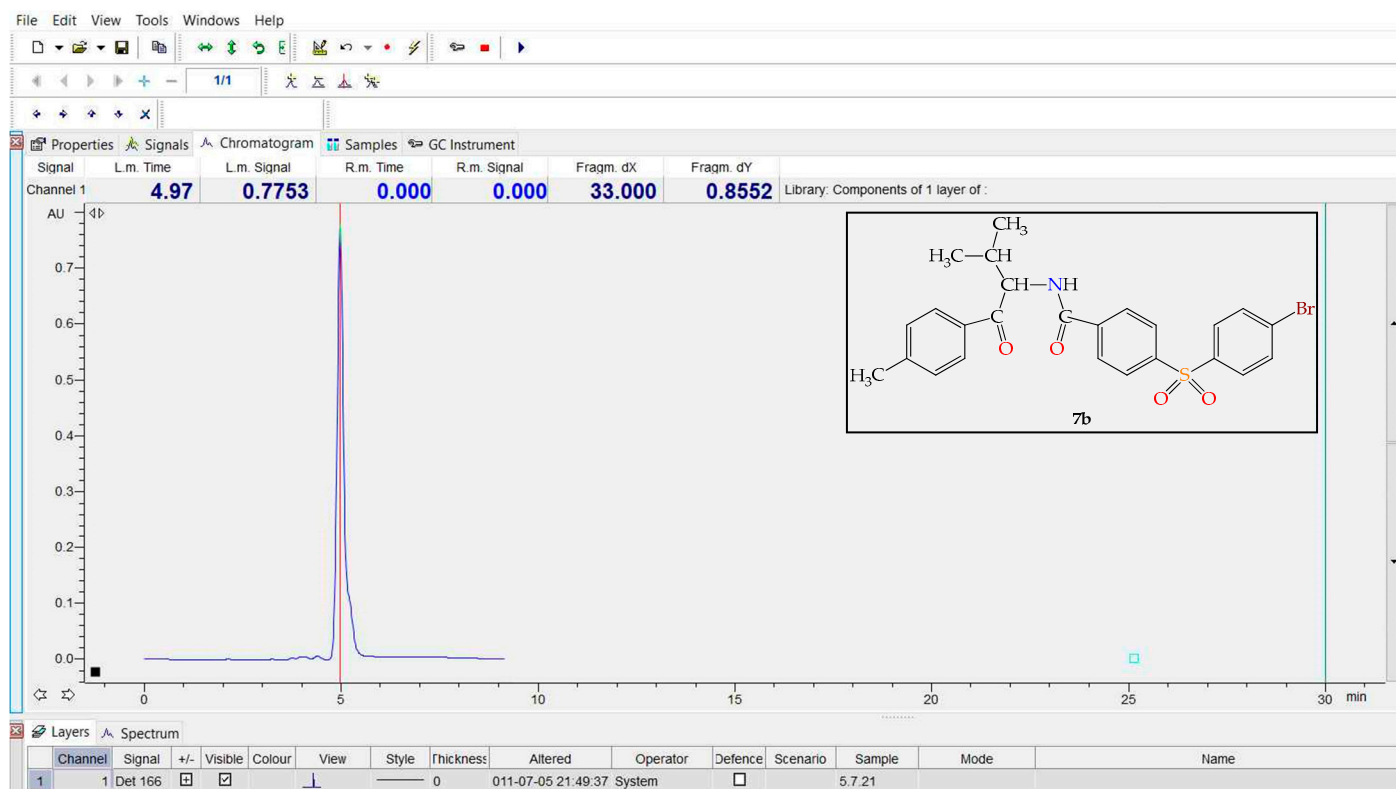 File Edit View Tools Windows Help
1/1
Properties Signals Chromatogram Samples GC Instrument
Signal L.m. Time L.m. Signal R.m. Time R.m. Signal Fragm. dX Fragm. dY
Channel 1 4.97 0.7753 0.000 0.000 33.000 0.8552 Library: Components of 1 layer of :
AU
0.7
0.6
0.5
0.4
0.3
0.2
0.1
0.0
CH3
H3C CH
CH NH
C C Br
O O
H3C S
O O
7b
0 5 10 15 20 25 30 min
Layers Spectrum
Channel Signal +/- Visible Colour View Style Thickness Altered Operator Defence Scenario Sample Mode Name
1 1 Det 166 0 011-07-05 21:49:37 System 5.7.21